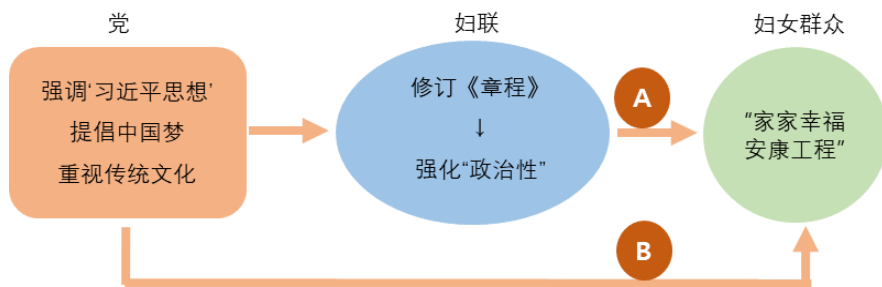 党
妇联
妇女群众
强调‘习近平思想’
提倡中国梦
重视传统文化
修订《章程》
↓
强化“政治性”
A
“家家幸福
安康工程”
B